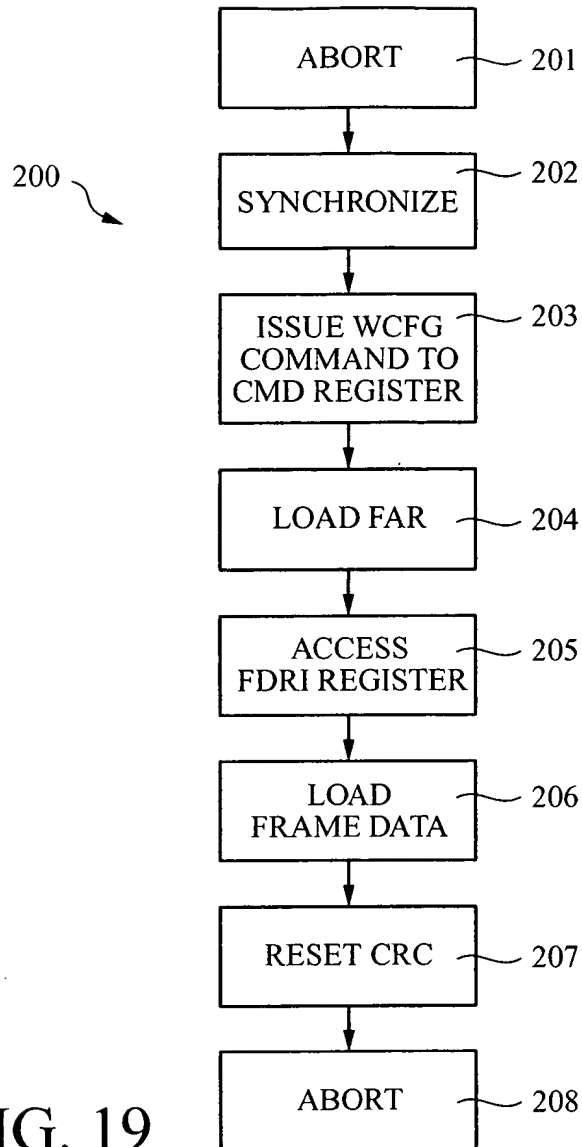 ABORT
201
200
202
SYNCHRONIZE
203
ISSUE WCFG
COMMAND TO
CMD REGISTER
LOAD FAR
204
ACCESS
FDRI REGISTER
205
LOAD
FRAME DATA
206
RESET CRC
207
ABORT
208
IG. 19